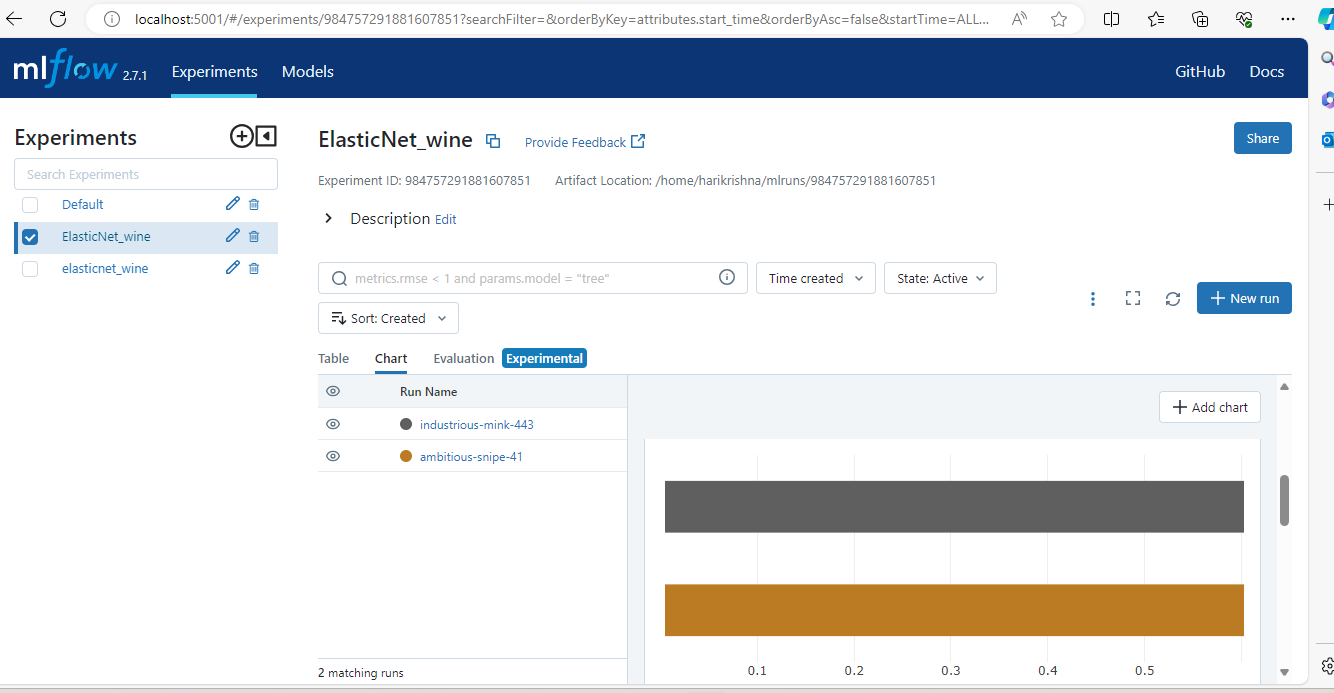 localhost:5001/#/experiments/984757291881607851?searchFilter=&orderByKey=attributes.start_time&orderByAsc=false&startTime=ALL...
mlflow 2.7.1 Experiments Models GitHub Docs
Experiments
Search Experiments
Default
ElasticNet_wine
elasticnet_wine
ElasticNet_wine Provide Feedback Share
Experiment ID: 984757291881607851 Artifact Location: /home/harikrishna/mlruns/984757291881607851
Description Edit
metrics.rmse < 1 and params.model = "tree" Time created State: Active
Sort: Created
New run
Table Chart Evaluation Experimental
Run Name
industrious-mink-443
ambitious-snipe-41
2 matching runs
Add chart
0.1 0.2 0.3 0.4 0.5